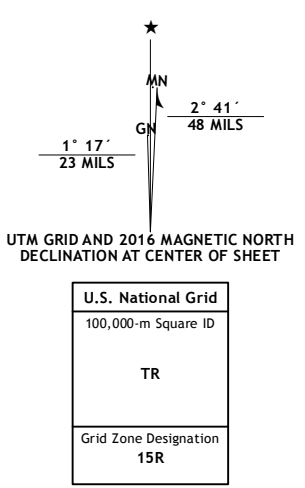 MN
2° 41´
48 MILS
GN
1° 17´
23 MILS
UTM GRID AND 2016 MAGNETIC NORTH
DECLINATION AT CENTER OF SHEET
U.S. National Grid
100,000-m Square ID
TR
Grid Zone Designation
15R